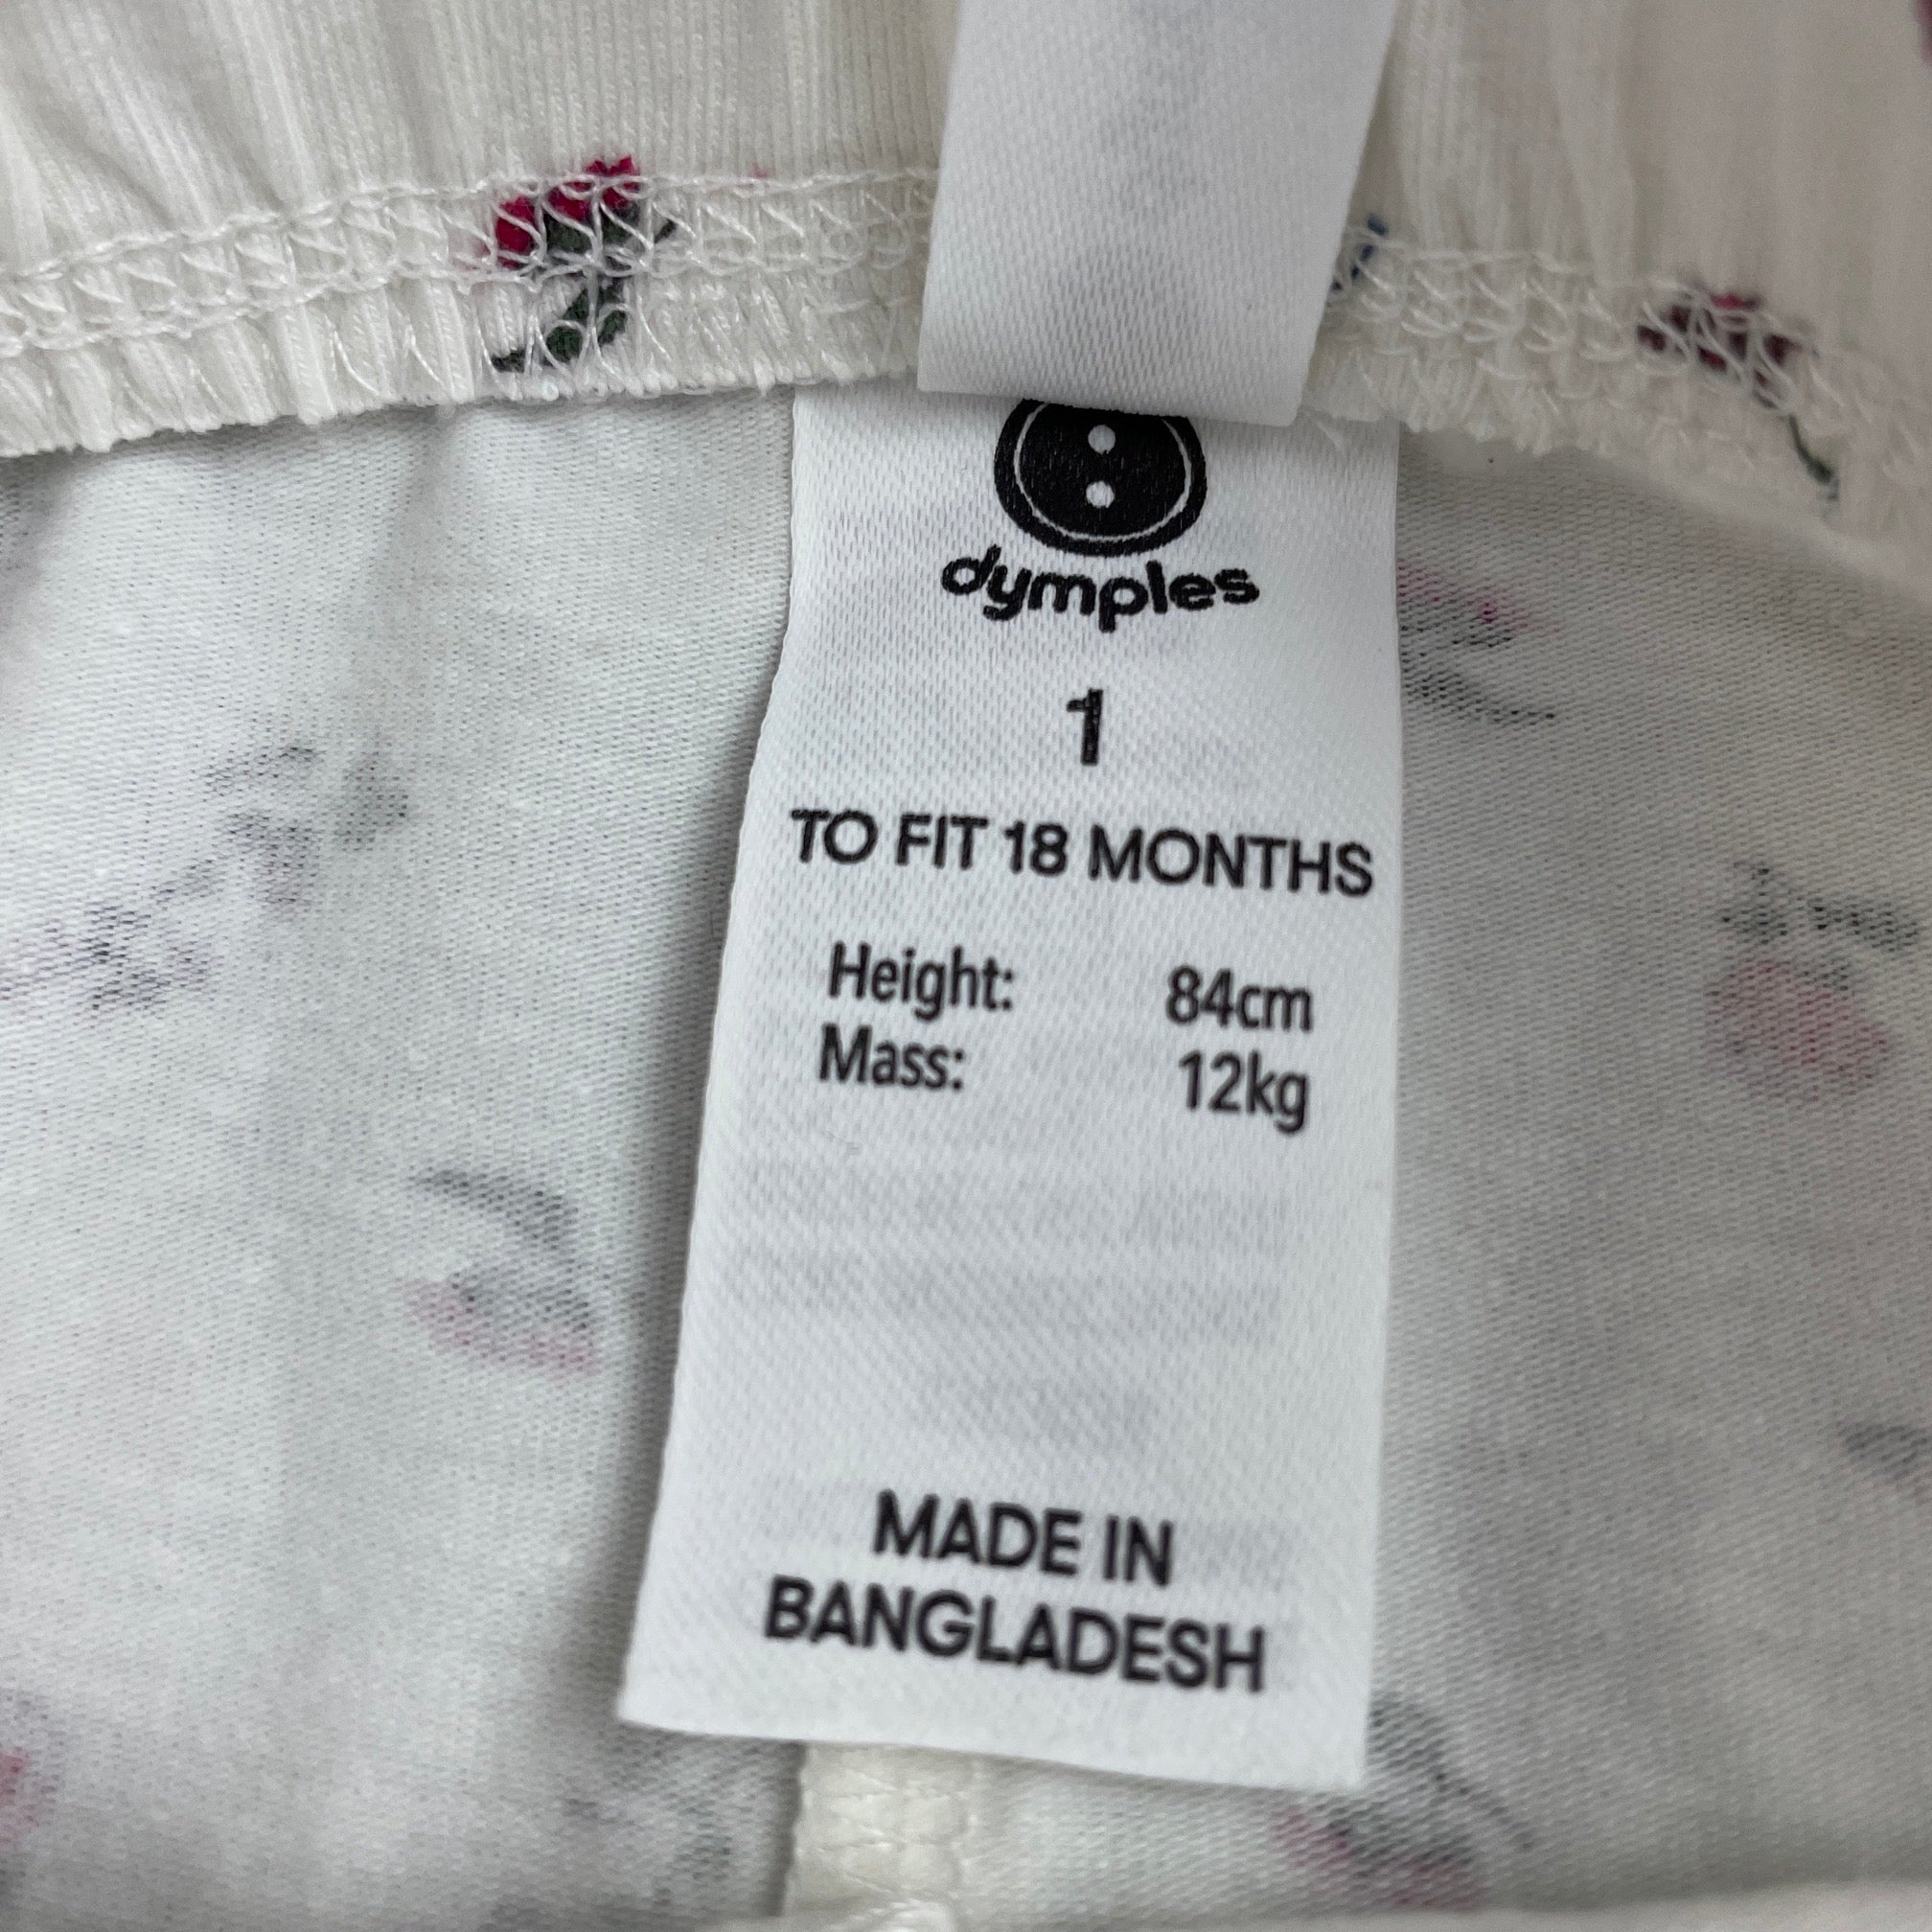 dymples
1
TO FIT 18 MONTHS
Height: 84cm
Mass: 12kg
MADE IN
BANGLADESH